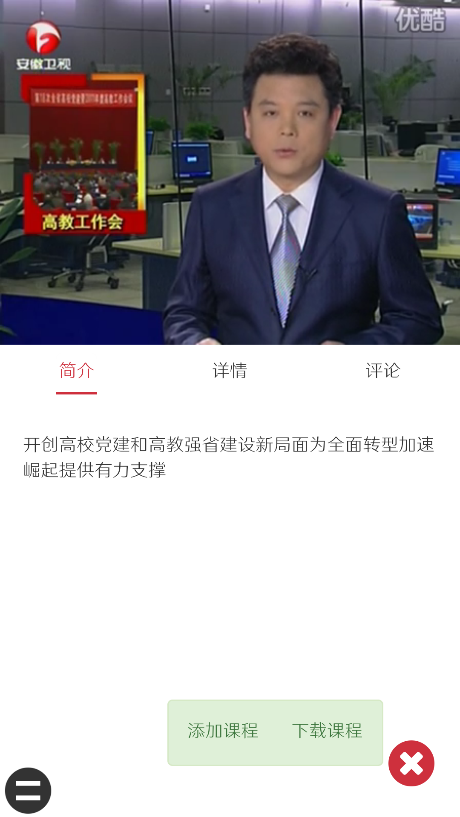 优酷
安徽卫视
高教工作会
简介
详情
评论
开创高校党建和高教强省建设新局面为全面转型加速
崛起提供有力支撑
添加课程
下载课程